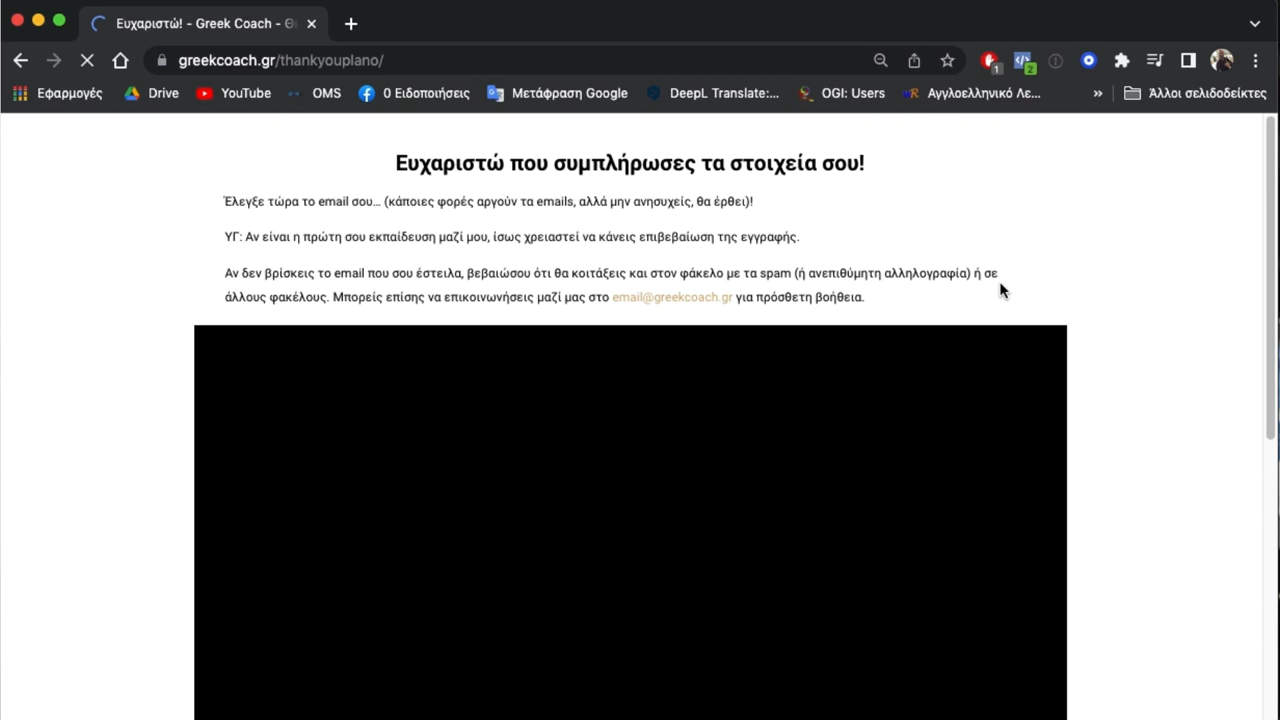 Ευχαριστώ! - Greek Coach -
greekcoach.gr/thankyouplano/
1
2
Εφαρμογές
Drive
YouTube
OMS
0 Ειδοποιήσεις
Μετάφραση Google
DeepL Translate:...
OGI: Users
Αγγλοελληνικό Λε...
»
Άλλοι σελιδοδείκτες
Ευχαριστώ που συμπλήρωσες τα στοιχεία σου!
Έλεγξε τώρα το email σου... (κάποιες φορές αργούν τα emails, αλλά μην ανησυχείς, θα έρθει)!
ΥΓ: Αν είναι η πρώτη σου εκπαίδευση μαζί μου, ίσως χρειαστεί να κάνεις επιβεβαίωση της εγγραφής.
Αν δεν βρίσκεις το email που σου έστειλα, βεβαιώσου ότι θα κοιτάξεις και στον φάκελο με τα spam (ή ανεπιθύμητη αλληλογραφία) ή σε
άλλους φακέλους. Μπορείς επίσης να επικοινωνήσεις μαζί μας στο email@greekcoach.gr για πρόσθετη βοήθεια.